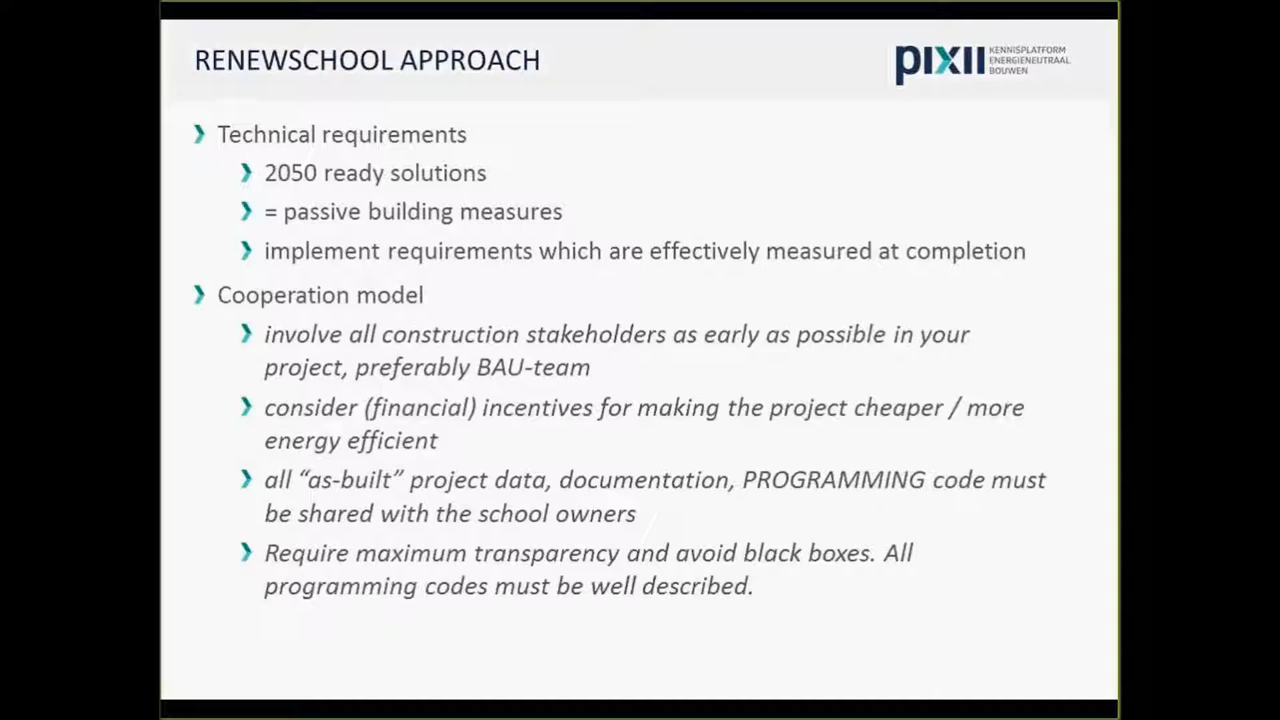 RENEWSCHOOL APPROACH
pixii
KENNISPLATFORM
ENERGIENEUTRAAL
BOUWEN
Technical requirements
2050 ready solutions
= passive building measures
implement requirements which are effectively measured at completion
Cooperation model
involve all construction stakeholders as early as possible in your
project, preferably BAU-team
consider (financial) incentives for making the project cheaper / more
energy efficient
all “as-built” project data, documentation, PROGRAMMING code must
be shared with the school owners
Require maximum transparency and avoid black boxes. All
programming codes must be well described.